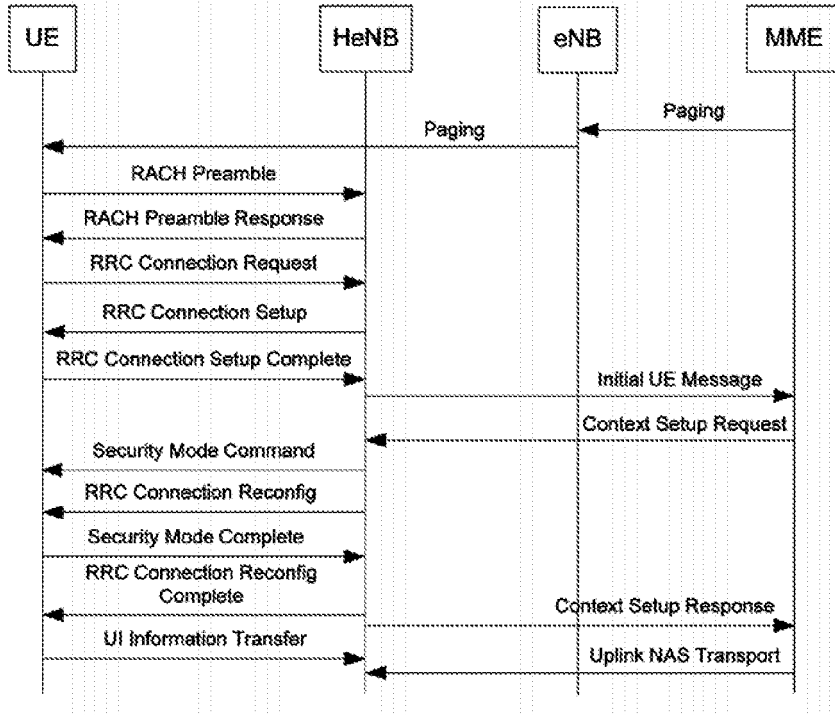 UE
HeNB
eNB
MME
Paging
Paging
RACH Preamble
RACH Preamble Response
RRC Connection Request
RRC Connection Setup
RRC Connection Setup Complete
Initial UE Message
Context Setup Request
Security Mode Command
RRC Connection Reconfig
Security Mode Complete
RRC Connection Reconfig
Complete
Context Setup Response
UI Information Transfer
Uplink NAS Transport